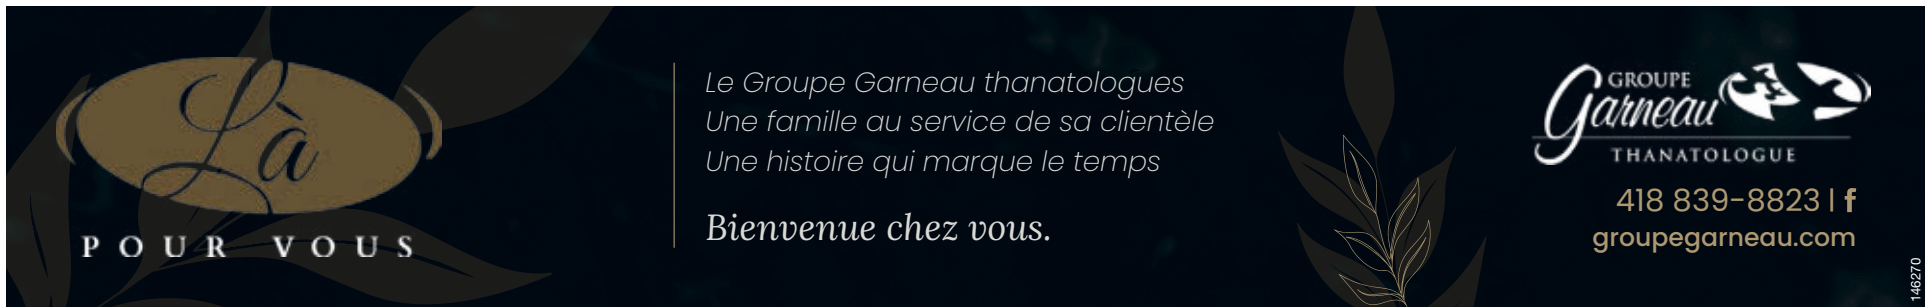 Là
POUR VOUS
Le Groupe Garneau thanatologues
Une famille au service de sa clientèle
Une histoire qui marque le temps
Bienvenue chez vous.
GROUPE
Garneau
THANATOLOGUE
418 839-8823 | f
groupegarneau.com
146270